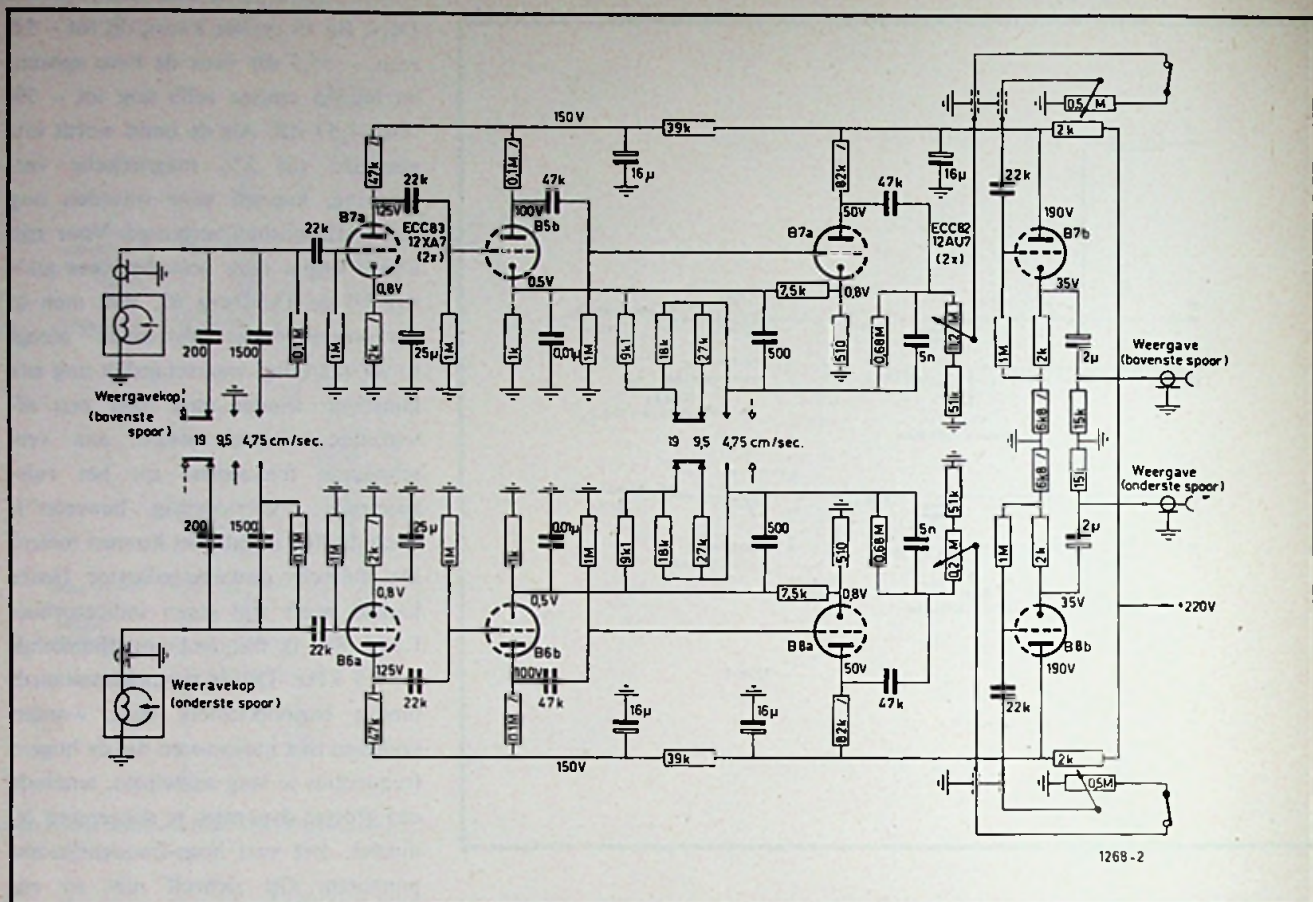 150V
39k
16µ
16µ
0,5 M
2k
47k
22k
0,1M
47k
82k
47k
22k
22k
B7a
125V
ECC83
12XA7
(2x)
100V
B5b
B7a
50V
ECC82
12AU7
(2x)
190V
B7b
0,8V
0.5V
7,5k
0,8V
35V
200
1500
0,1M
1M
2k
25µ
1M
1k
0,01µ
1M
9k1
18k
27k
500
510
0,68M
5n
0,2 M
51k
1M
2k
2µ
Weergave
(bovenste spoor)
Weergavekop
(bovenste
spoor)
19 9,5 4,75 cm/sec.
19 9,5 4,75 cm/sec.
6k8
15k
6k8
15k
Weergave
(onderste spoor)
200
1500
0,1M
1M
2k
25µ
1M
1k
0,01µ
1M
9k1
18k
27k
500
510
0,68M
5n
0,2 M
51k
1M
2k
2µ
0,8V
0,5V
7,5k
0,8V
35V
+220V
22k
B6a
125V
B6b
100V
B8a
50V
B8b
190V
Weeravekop
(onderste spoor)
22k
47k
47k
22k
47k
0,1M
16µ
16µ
82k
150V
39k
2k
0,5M
1268-2